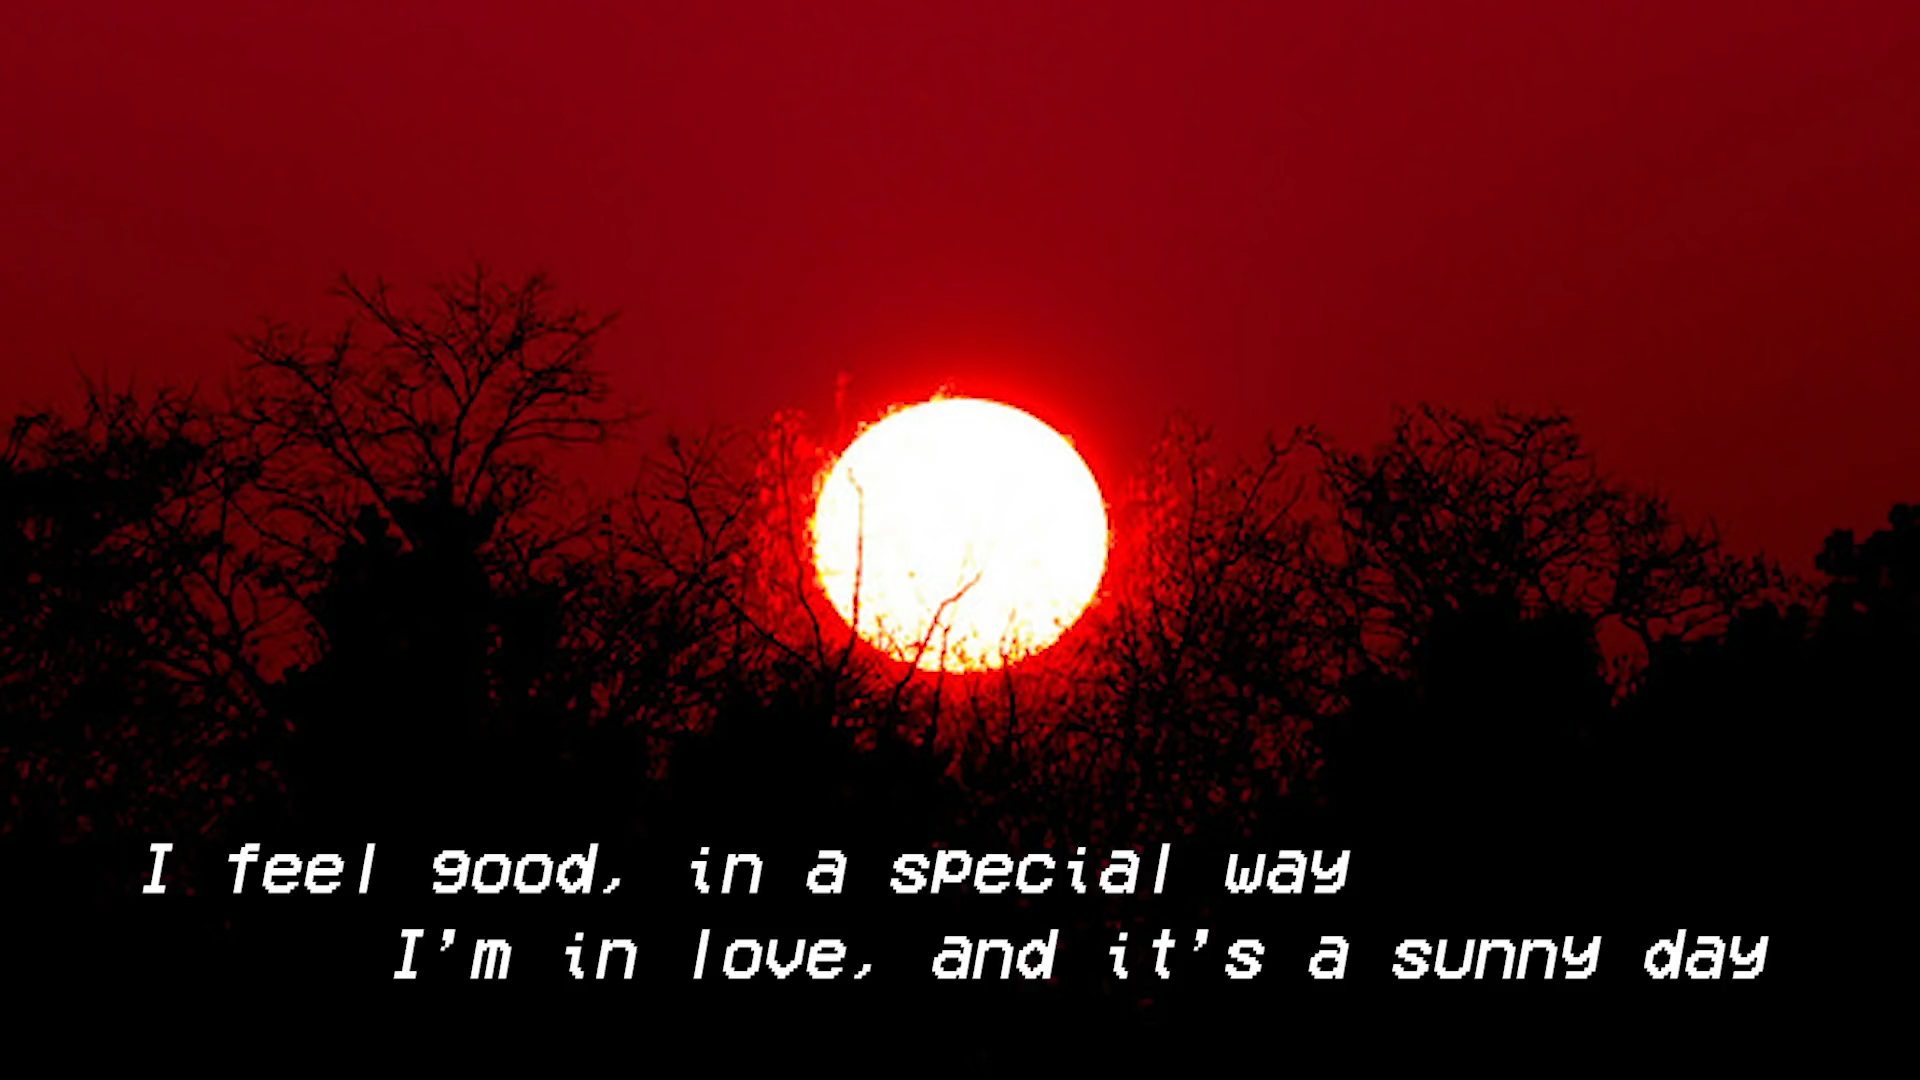 I feel good, in a special way
I'm in love, and it's a sunny day